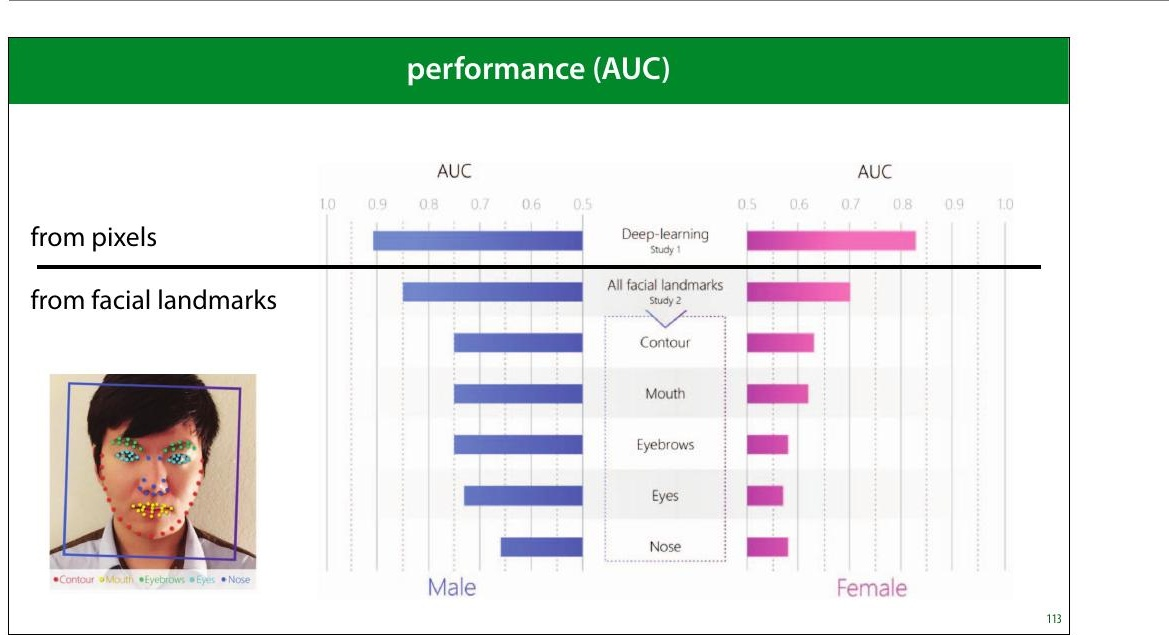 performance (AUC)
AUC AUC
1.0 0.9 0.8 0.7 0.6 0.5 0.5 0.6 0.7 0.8 0.9 1.0
from pixels
Deep-learning
Study 1
from facial landmarks
All facial landmarks
Study 2
Contour
Mouth
Eyebrows
Eyes
Nose
Contour Mouth Eyebrows Eyes Nose
Male Female
113